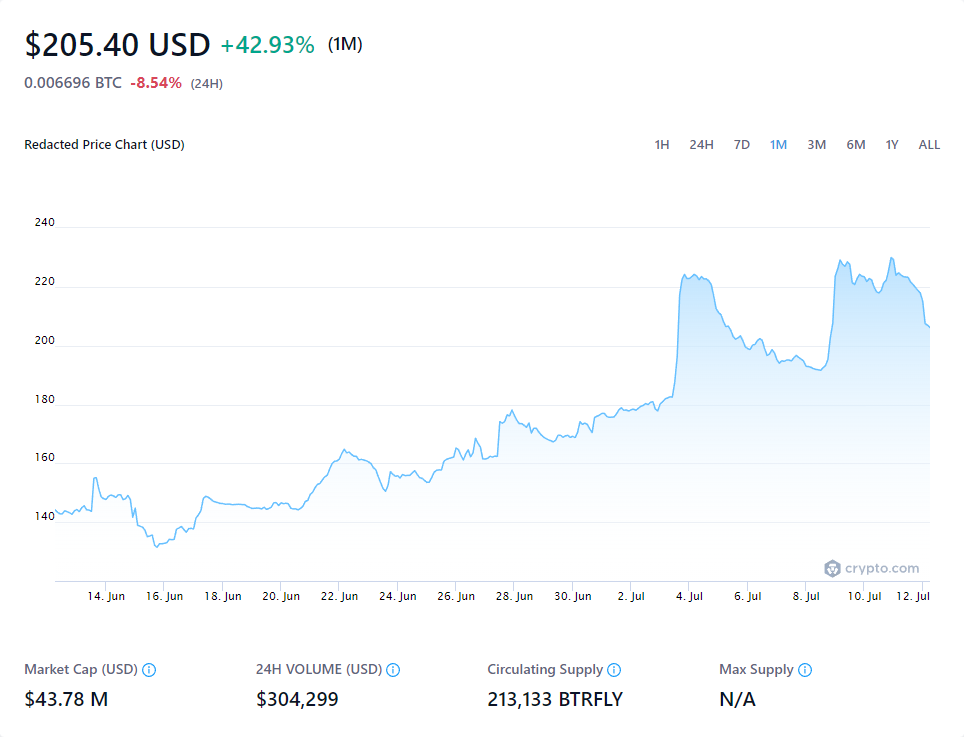 $205.40 USD +42.93% (1M)
0.006696 BTC -8.54% (24H)
Redacted Price Chart (USD) 1H 24H 7D 1M 3M 6M 1Y ALL
240
220
200
180
160
140
crypto.com
14. Jun 16. Jun 18. Jun 20. Jun 22. Jun 24. Jun 26. Jun 28. Jun 30. Jun 2. Jul 4. Jul 6. Jul 8. Jul 10. Jul 12. Jul
Market Cap (USD) 24H VOLUME (USD) Circulating Supply Max Supply
$43.78 M $304,299 213,133 BTRFLY N/A